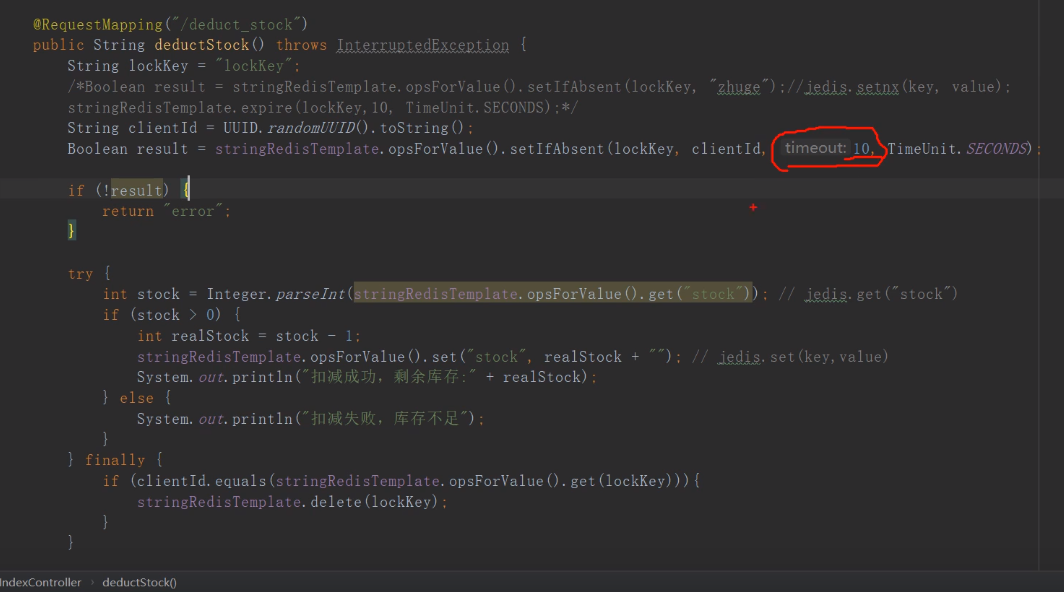 @RequestMapping("/deduct_stock")
public String deductStock() throws InterruptedException {
String lockKey = "lockKey";
/*Boolean result = stringRedisTemplate.opsForValue().setIfAbsent(lockKey, "zhuge");//jedis.setnx(key, value);
stringRedisTemplate.expire(lockKey,10, TimeUnit.SECONDS);*/
String clientId = UUID.randomUUID().toString();
Boolean result = stringRedisTemplate.opsForValue().setIfAbsent(lockKey, clientId, timeout: 10, TimeUnit.SECONDS);
if (!result) {
return "error";
}
try {
int stock = Integer.parseInt(stringRedisTemplate.opsForValue().get("stock")); // jedis.get("stock")
if (stock > 0) {
int realStock = stock - 1;
stringRedisTemplate.opsForValue().set("stock", realStock + ""); // jedis.set(key,value)
System.out.println("扣减成功，剩余库存:" + realStock);
} else {
System.out.println("扣减失败，库存不足");
}
} finally {
if (clientId.equals(stringRedisTemplate.opsForValue().get(lockKey))){
stringRedisTemplate.delete(lockKey);
}
}
IndexController › deductStock()